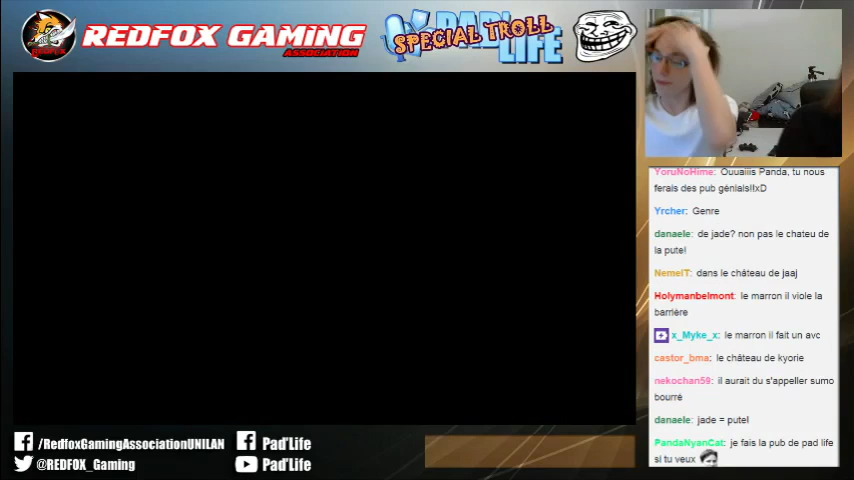 REDFOX GAMING
ASSOCIATION
PAD'LIFE
SPECIAL TROLL
YoruNoHime: Ouuaiiis Panda, tu nous
ferais des pub génials!!xD
Yrcher: Genre
danaele: de jade? non pas le chateu de
la pute!
NemeIT: dans le château de jaaj
Holymanbelmont: le marron il viole la
barrière
x_Myke_x: le marron il fait un avc
castor_bma: le château de kyorie
nekochan59: il aurait du s'appeller sumo
bourré
danaele: jade = pute!
PandaNyanCat: je fais la pub de pad life
si tu veux
/RedfoxGamingAssociationUNILAN
Pad'Life
@REDFOX_Gaming
Pad'Life